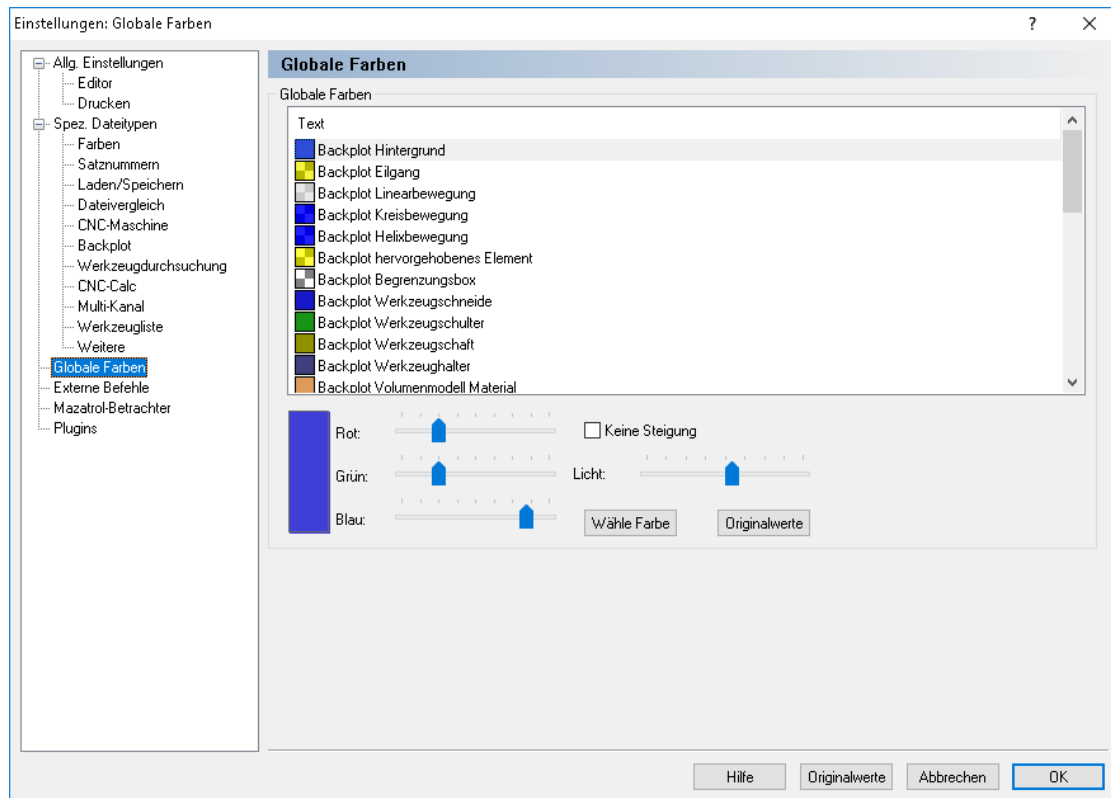 Einstellungen: Globale Farben
?
Allg. Einstellungen
Editor
Drucken
Spez. Dateitypen
Farben
Satznummern
Laden/Speichern
Dateivergleich
CNC-Maschine
Backplot
Werkzeugdurchsuchung
CNC-Calc
Multi-Kanal
Werkzeugliste
Weitere
Globale Farben
Externe Befehle
Mazatrol-Betrachter
Plugins
Globale Farben
Globale Farben
Text
Backplot Hintergrund
Backplot Eilgang
Backplot Linearbewegung
Backplot Kreisbewegung
Backplot Helixbewegung
Backplot hervorgehobenes Element
Backplot Begrenzungsbox
Backplot Werkzeugschneide
Backplot Werkzeugschulter
Backplot Werkzeugschaft
Backplot Werkzeughalter
Backplot Volumenmodell Material
Rot:
Keine Steigung
Grün:
Licht:
Blau:
Wähle Farbe
Originalwerte
Hilfe
Originalwerte
Abbrechen
OK